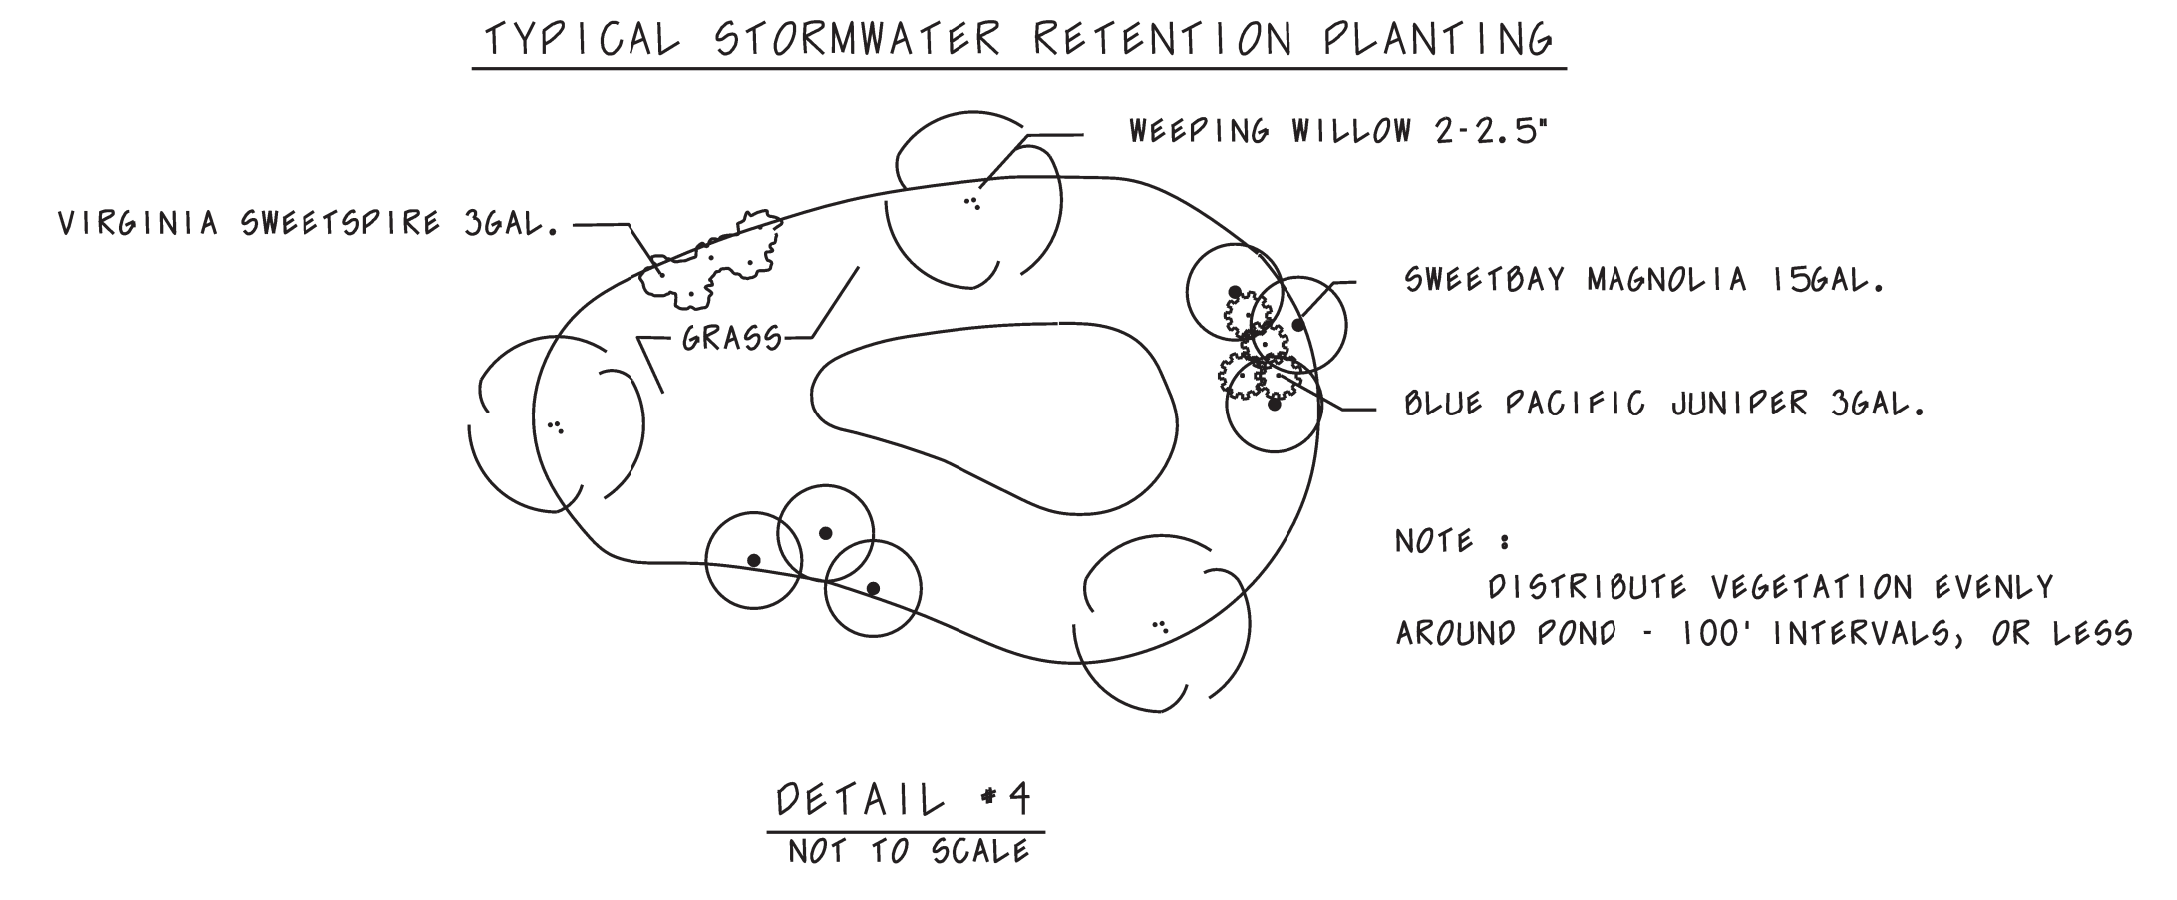 TYPICAL STORMWATER RETENTION PLANTING
WEEPING WILLOW 2-2.5"
VIRGINIA SWEETSPIRE 3GAL.
SWEETBAY MAGNOLIA 15GAL.
GRASS
BLUE PACIFIC JUNIPER 3GAL.
NOTE :
DISTRIBUTE VEGETATION EVENLY
AROUND POND - 100' INTERVALS, OR LESS
DETAIL #4
NOT TO SCALE